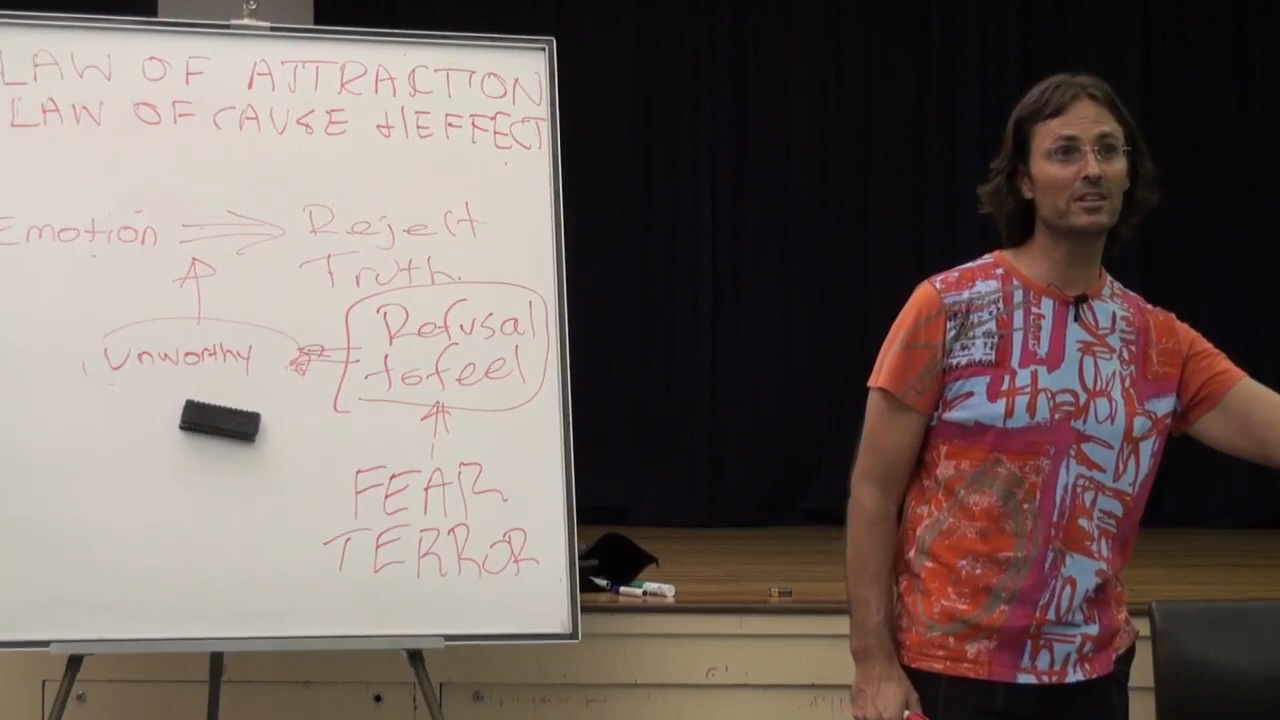 LAW OF ATTRACTION
LAW OF CAUSE & EFFECT
Emotion
Reject
Truth.
Refusal
to feel
Unworthy
FEAR
TERROR